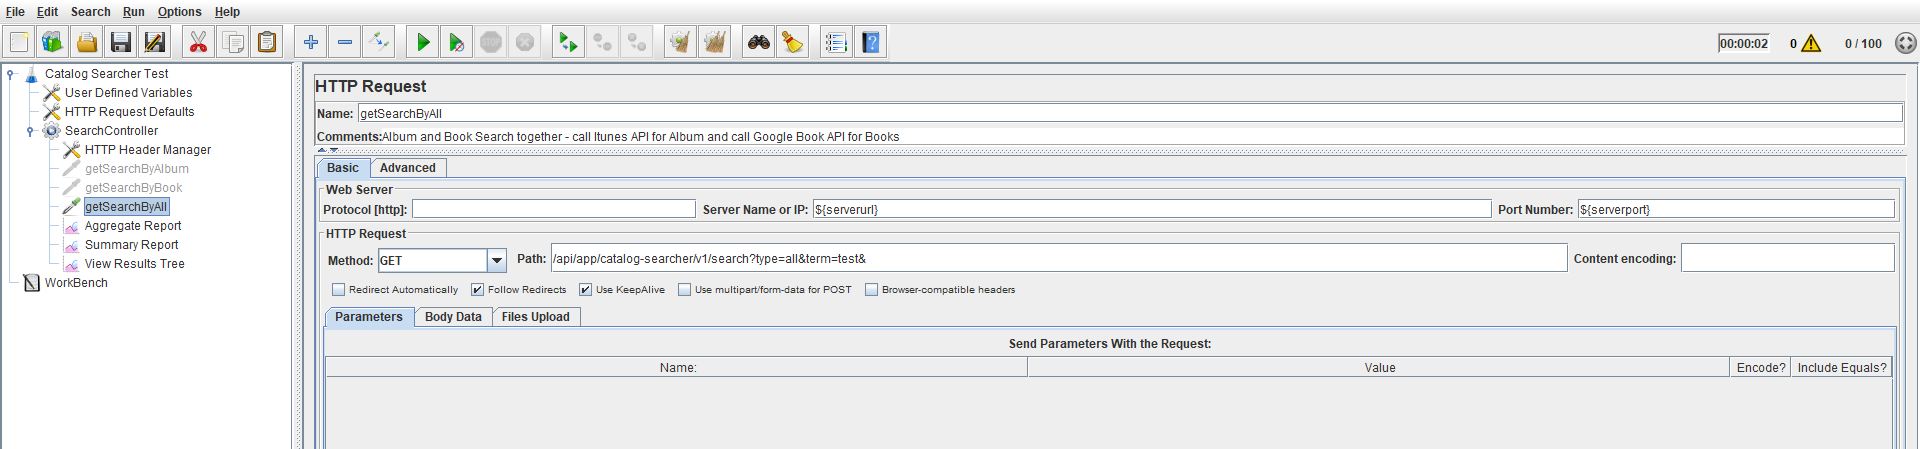 File Edit Search Run Options Help
STOP
00:00:02 0 0 / 100
Catalog Searcher Test
User Defined Variables
HTTP Request Defaults
SearchController
HTTP Header Manager
getSearchByAlbum
getSearchByBook
getSearchByAll
Aggregate Report
Summary Report
View Results Tree
WorkBench
HTTP Request
Name: getSearchByAll
Comments: Album and Book Search together - call Itunes API for Album and call Google Book API for Books
Basic Advanced
Web Server
Protocol [http]: Server Name or IP: ${serverurl} Port Number: ${serverport}
HTTP Request
Method: GET Path: /api/app/catalog-searcher/v1/search?type=all&term=test& Content encoding:
Redirect Automatically Follow Redirects Use KeepAlive Use multipart/form-data for POST Browser-compatible headers
Parameters Body Data Files Upload
Send Parameters With the Request:
Name: Value Encode? Include Equals?